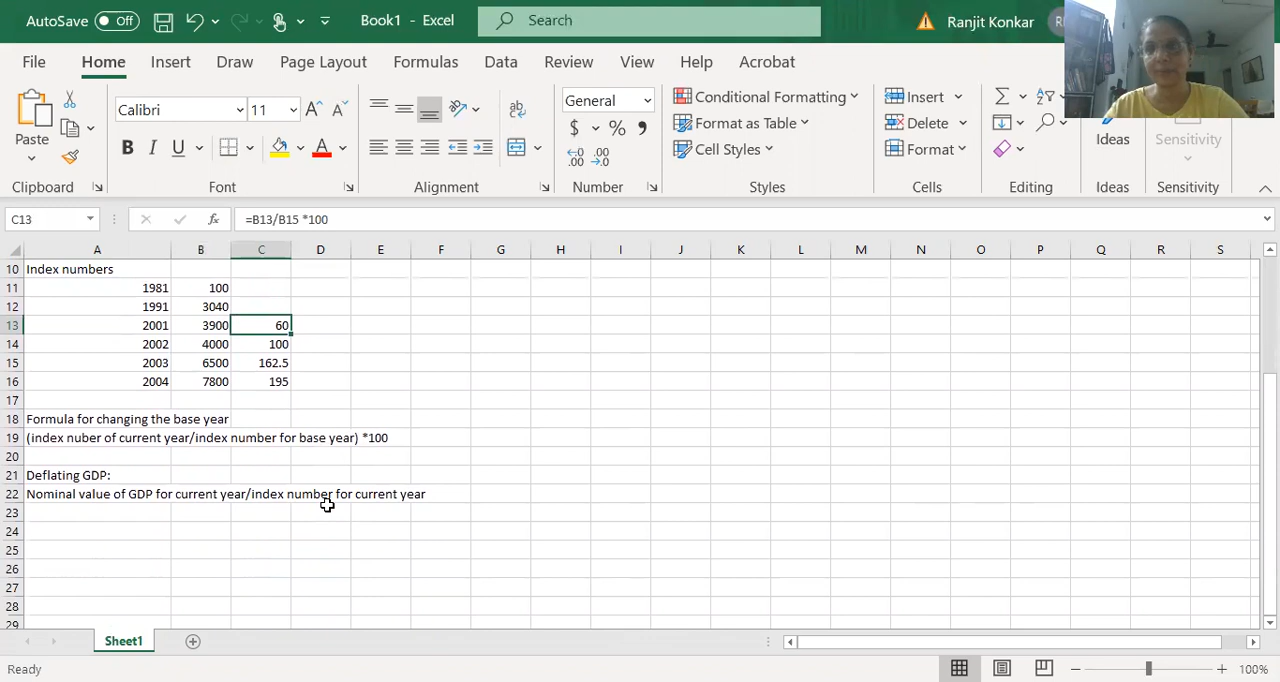 AutoSave Off Book1 - Excel Search Ranjit Konkar
File Home Insert Draw Page Layout Formulas Data Review View Help Acrobat
Paste Calibri 11 General Conditional Formatting Format as Table Cell Styles Insert Delete Format Ideas Sensitivity
Clipboard Font Alignment Number Styles Cells Editing Ideas Sensitivity
C13 =B13/B15 *100
A B C D E F G H I J K L M N O P Q R S
10 Index numbers
11 1981 100
12 1991 3040
13 2001 3900 60
14 2002 4000 100
15 2003 6500 162.5
16 2004 7800 195
17
18 Formula for changing the base year
19 (index nuber of current year/index number for base year) *100
20
21 Deflating GDP:
22 Nominal value of GDP for current year/index number for current year
23
24
25
26
27
28
29
Sheet1
Ready 100%